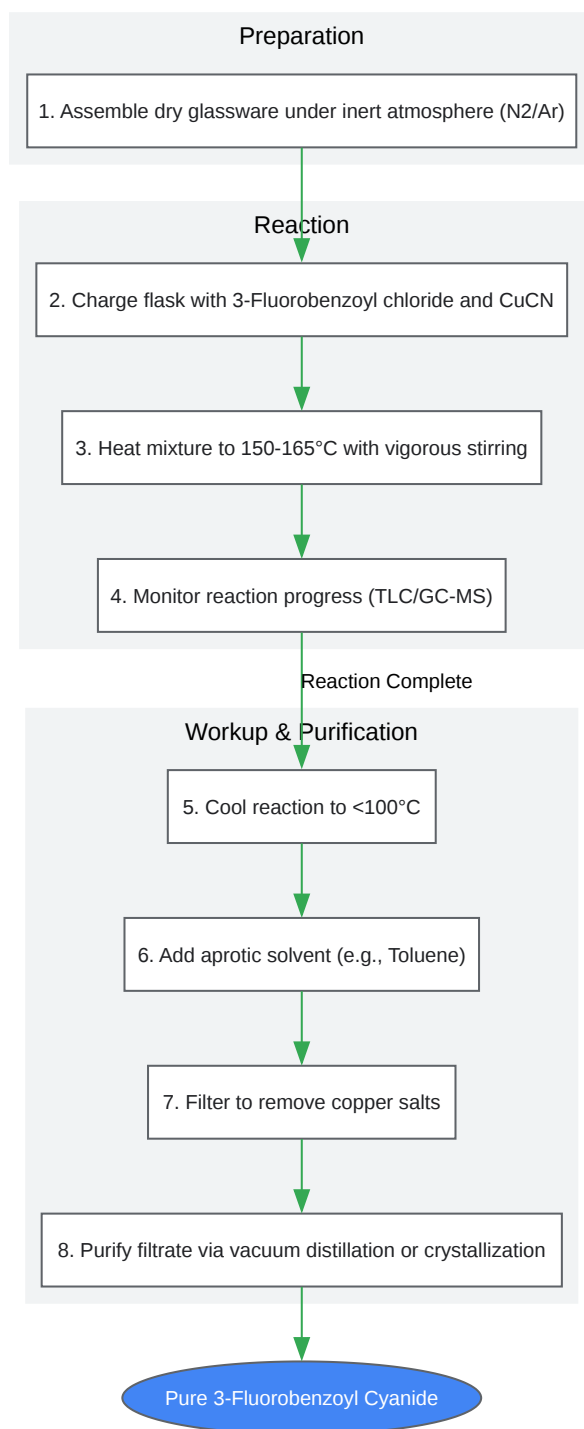 Preparation
1. Assemble dry glassware under inert atmosphere (N2/Ar)
Reaction
2. Charge flask with 3-Fluorobenzoyl chloride and CuCN
3. Heat mixture to 150-165°C with vigorous stirring
4. Monitor reaction progress (TLC/GC-MS)
Reaction Complete
Workup & Purification
5. Cool reaction to <100°C
6. Add aprotic solvent (e.g., Toluene)
7. Filter to remove copper salts
8. Purify filtrate via vacuum distillation or crystallization
Pure 3-Fluorobenzoyl Cyanide